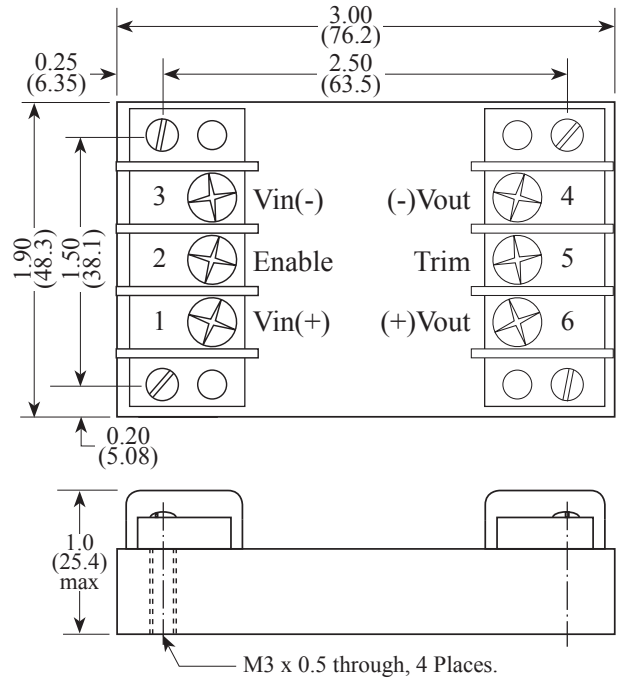 3.00
(76.2)
0.25
(6.35)
2.50
(63.5)
1.90
(48.3)
1.50
(38.1)
3 Vin(-) (-)Vout 4
2 Enable Trim 5
1 Vin(+) (+)Vout 6
0.20
(5.08)
1.0
(25.4)
max
M3 x 0.5 through, 4 Places.